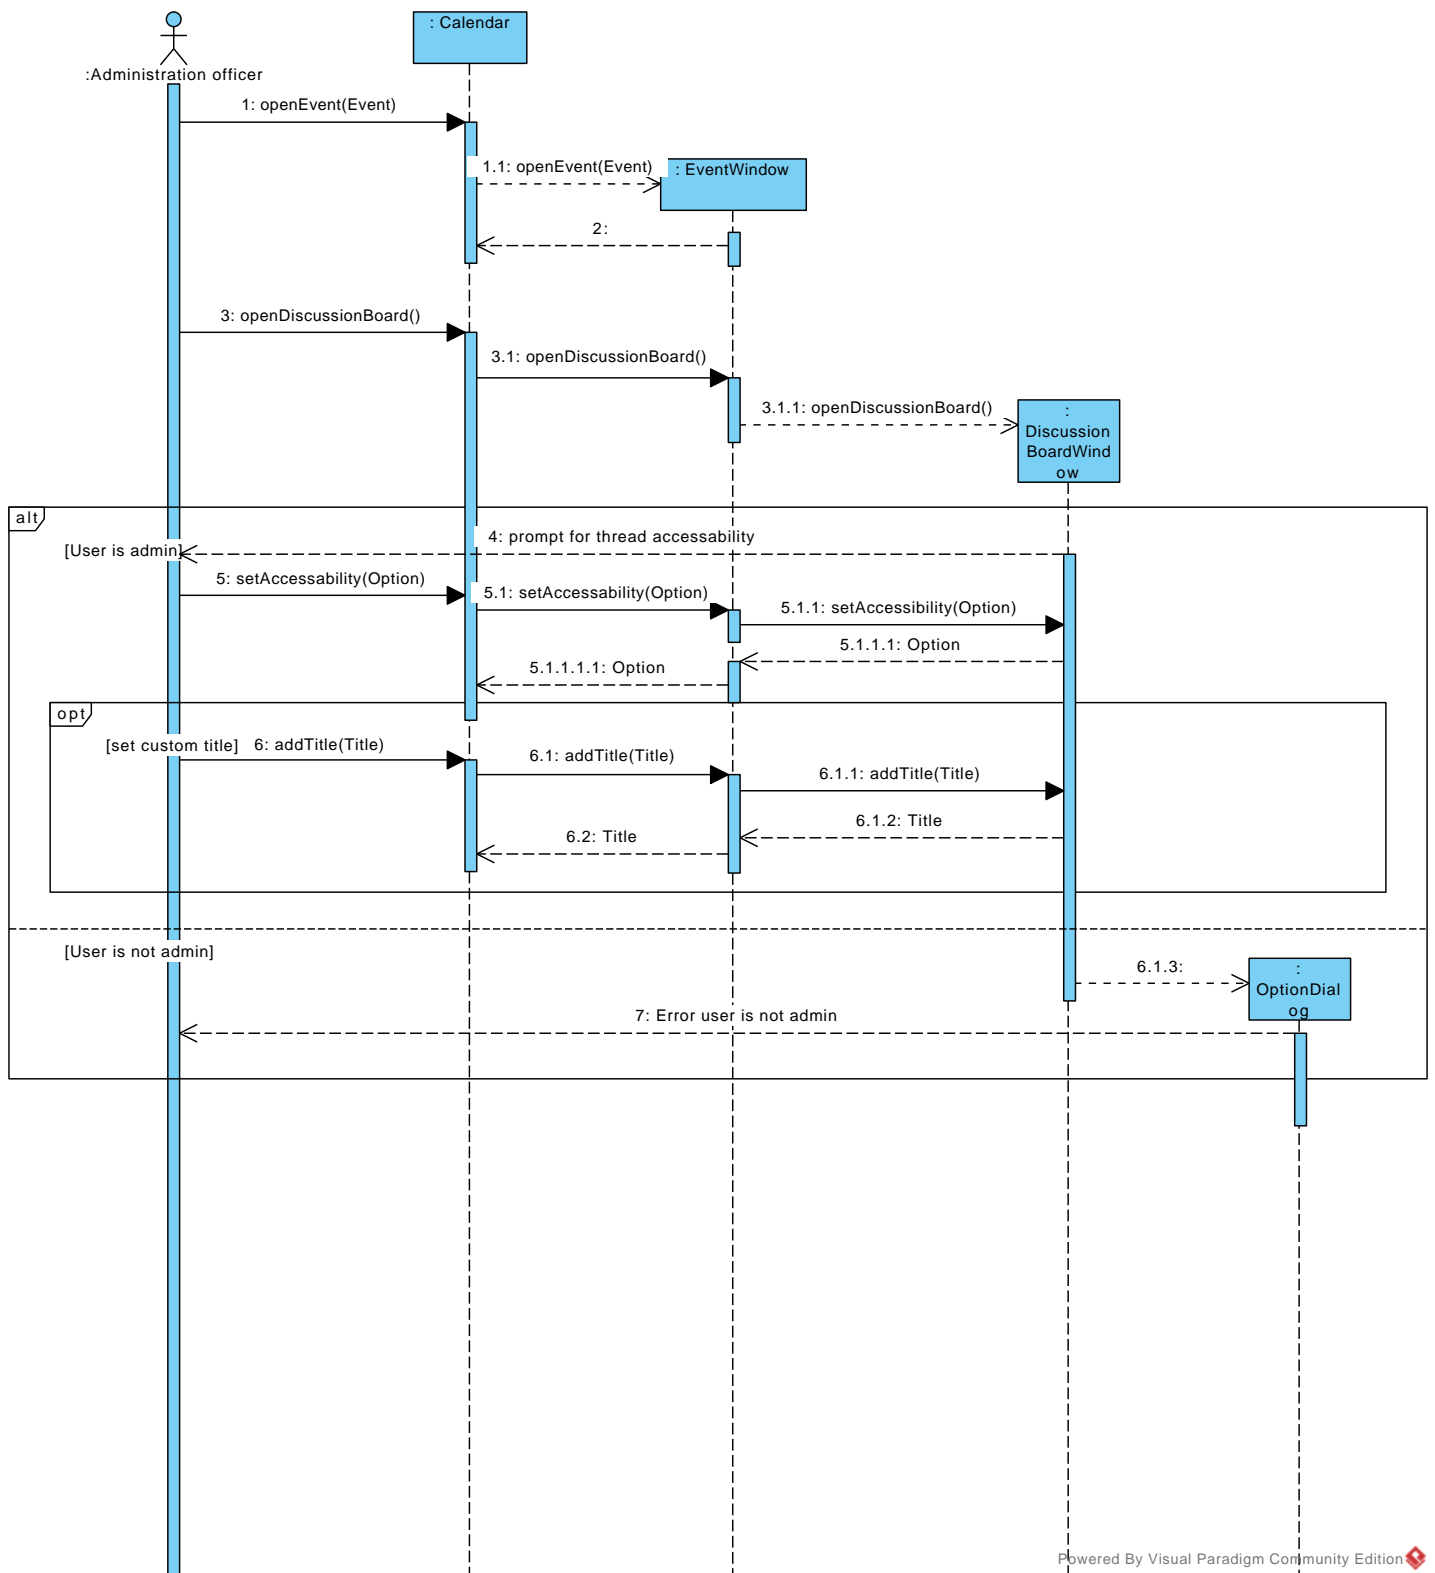 : Calendar
:Administration officer
1: openEvent(Event)
1.1: openEvent(Event)
: EventWindow
2:
3: openDiscussionBoard()
3.1: openDiscussionBoard()
3.1.1: openDiscussionBoard()
:
Discussion
BoardWind
ow
alt
4: prompt for thread accessability
[User is admin]
5: setAccessability(Option)
5.1: setAccessability(Option)
5.1.1: setAccessibility(Option)
5.1.1.1: Option
5.1.1.1.1: Option
opt
[set custom title]
6: addTitle(Title)
6.1: addTitle(Title)
6.1.1: addTitle(Title)
6.1.2: Title
6.2: Title
[User is not admin]
6.1.3:
:
OptionDial
og
7: Error user is not admin
Powered By Visual Paradigm Community Edition